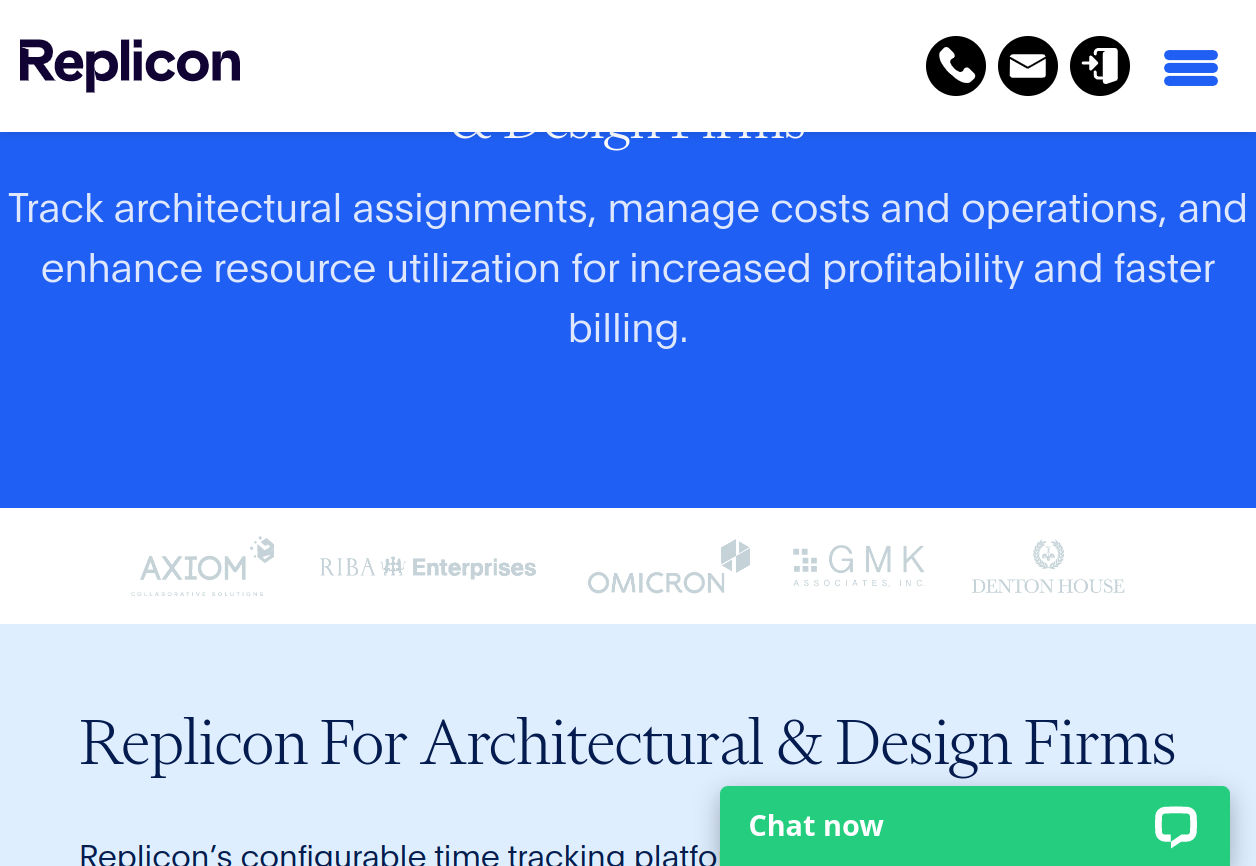 Replicon
& Design Firms
Track architectural assignments, manage costs and operations, and
enhance resource utilization for increased profitability and faster
billing.
AXIOM
COLLABORATIVE SOLUTIONS
RIBA Enterprises
OMICRON
GMK
ASSOCIATES, INC.
DENTON HOUSE
Replicon For Architectural & Design Firms
Replicon’s configurable time tracking platfo
Chat now